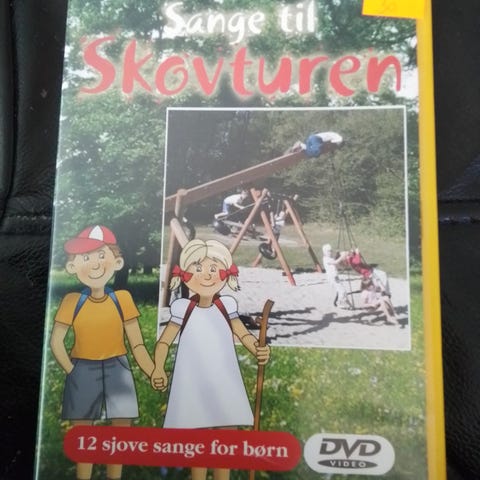 Sange til
Skovturen
12 sjove sange for børn
DVD
VIDEO